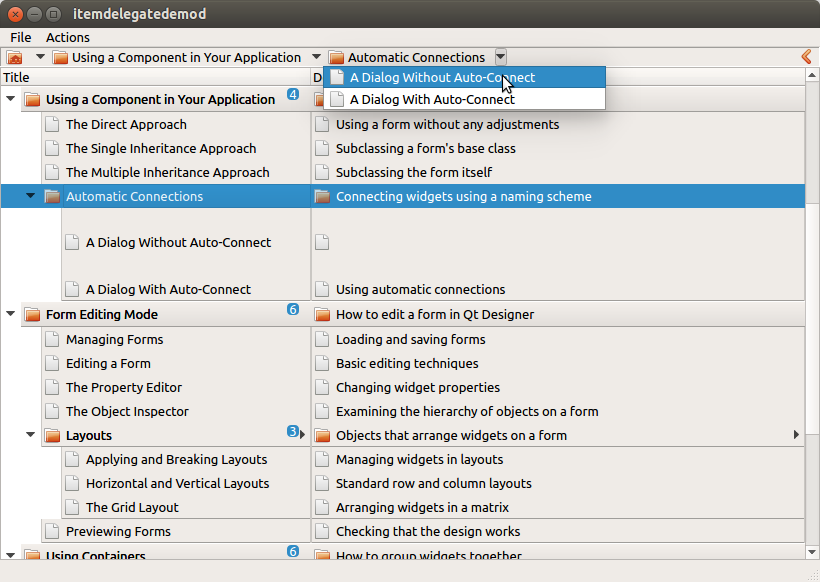 itemdelegatedemod
File Actions
Using a Component in Your Application Automatic Connections
Title D
A Dialog Without Auto-Connect
A Dialog With Auto-Connect
Using a Component in Your Application 4
The Direct Approach Using a form without any adjustments
The Single Inheritance Approach Subclassing a form's base class
The Multiple Inheritance Approach Subclassing the form itself
Automatic Connections Connecting widgets using a naming scheme
A Dialog Without Auto-Connect
A Dialog With Auto-Connect Using automatic connections
Form Editing Mode 6 How to edit a form in Qt Designer
Managing Forms Loading and saving forms
Editing a Form Basic editing techniques
The Property Editor Changing widget properties
The Object Inspector Examining the hierarchy of objects on a form
Layouts 3 Objects that arrange widgets on a form
Applying and Breaking Layouts Managing widgets in layouts
Horizontal and Vertical Layouts Standard row and column layouts
The Grid Layout Arranging widgets in a matrix
Previewing Forms Checking that the design works
Using Containers 6 How to group widgets together